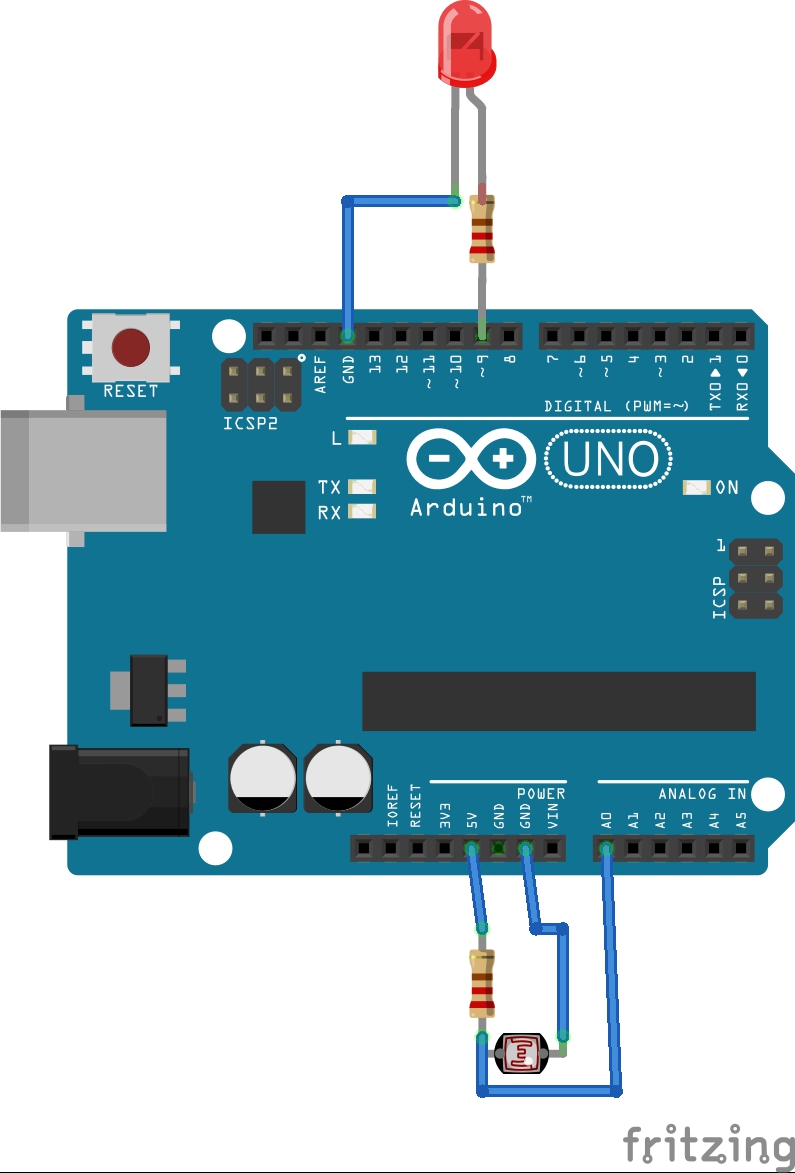 RESET
ICSP2
AREF
GND
13
12
~11
~10
~9
8
7
~6
~5
4
~3
2
TX0▶1
RX0◀0
DIGITAL (PWM=~)
L
TX
RX
UNO
Arduino™
ON
1
ICSP
IOREF
RESET
3V3
5V
GND
GND
VIN
POWER
A0
A1
A2
A3
A4
A5
ANALOG IN
fritzing